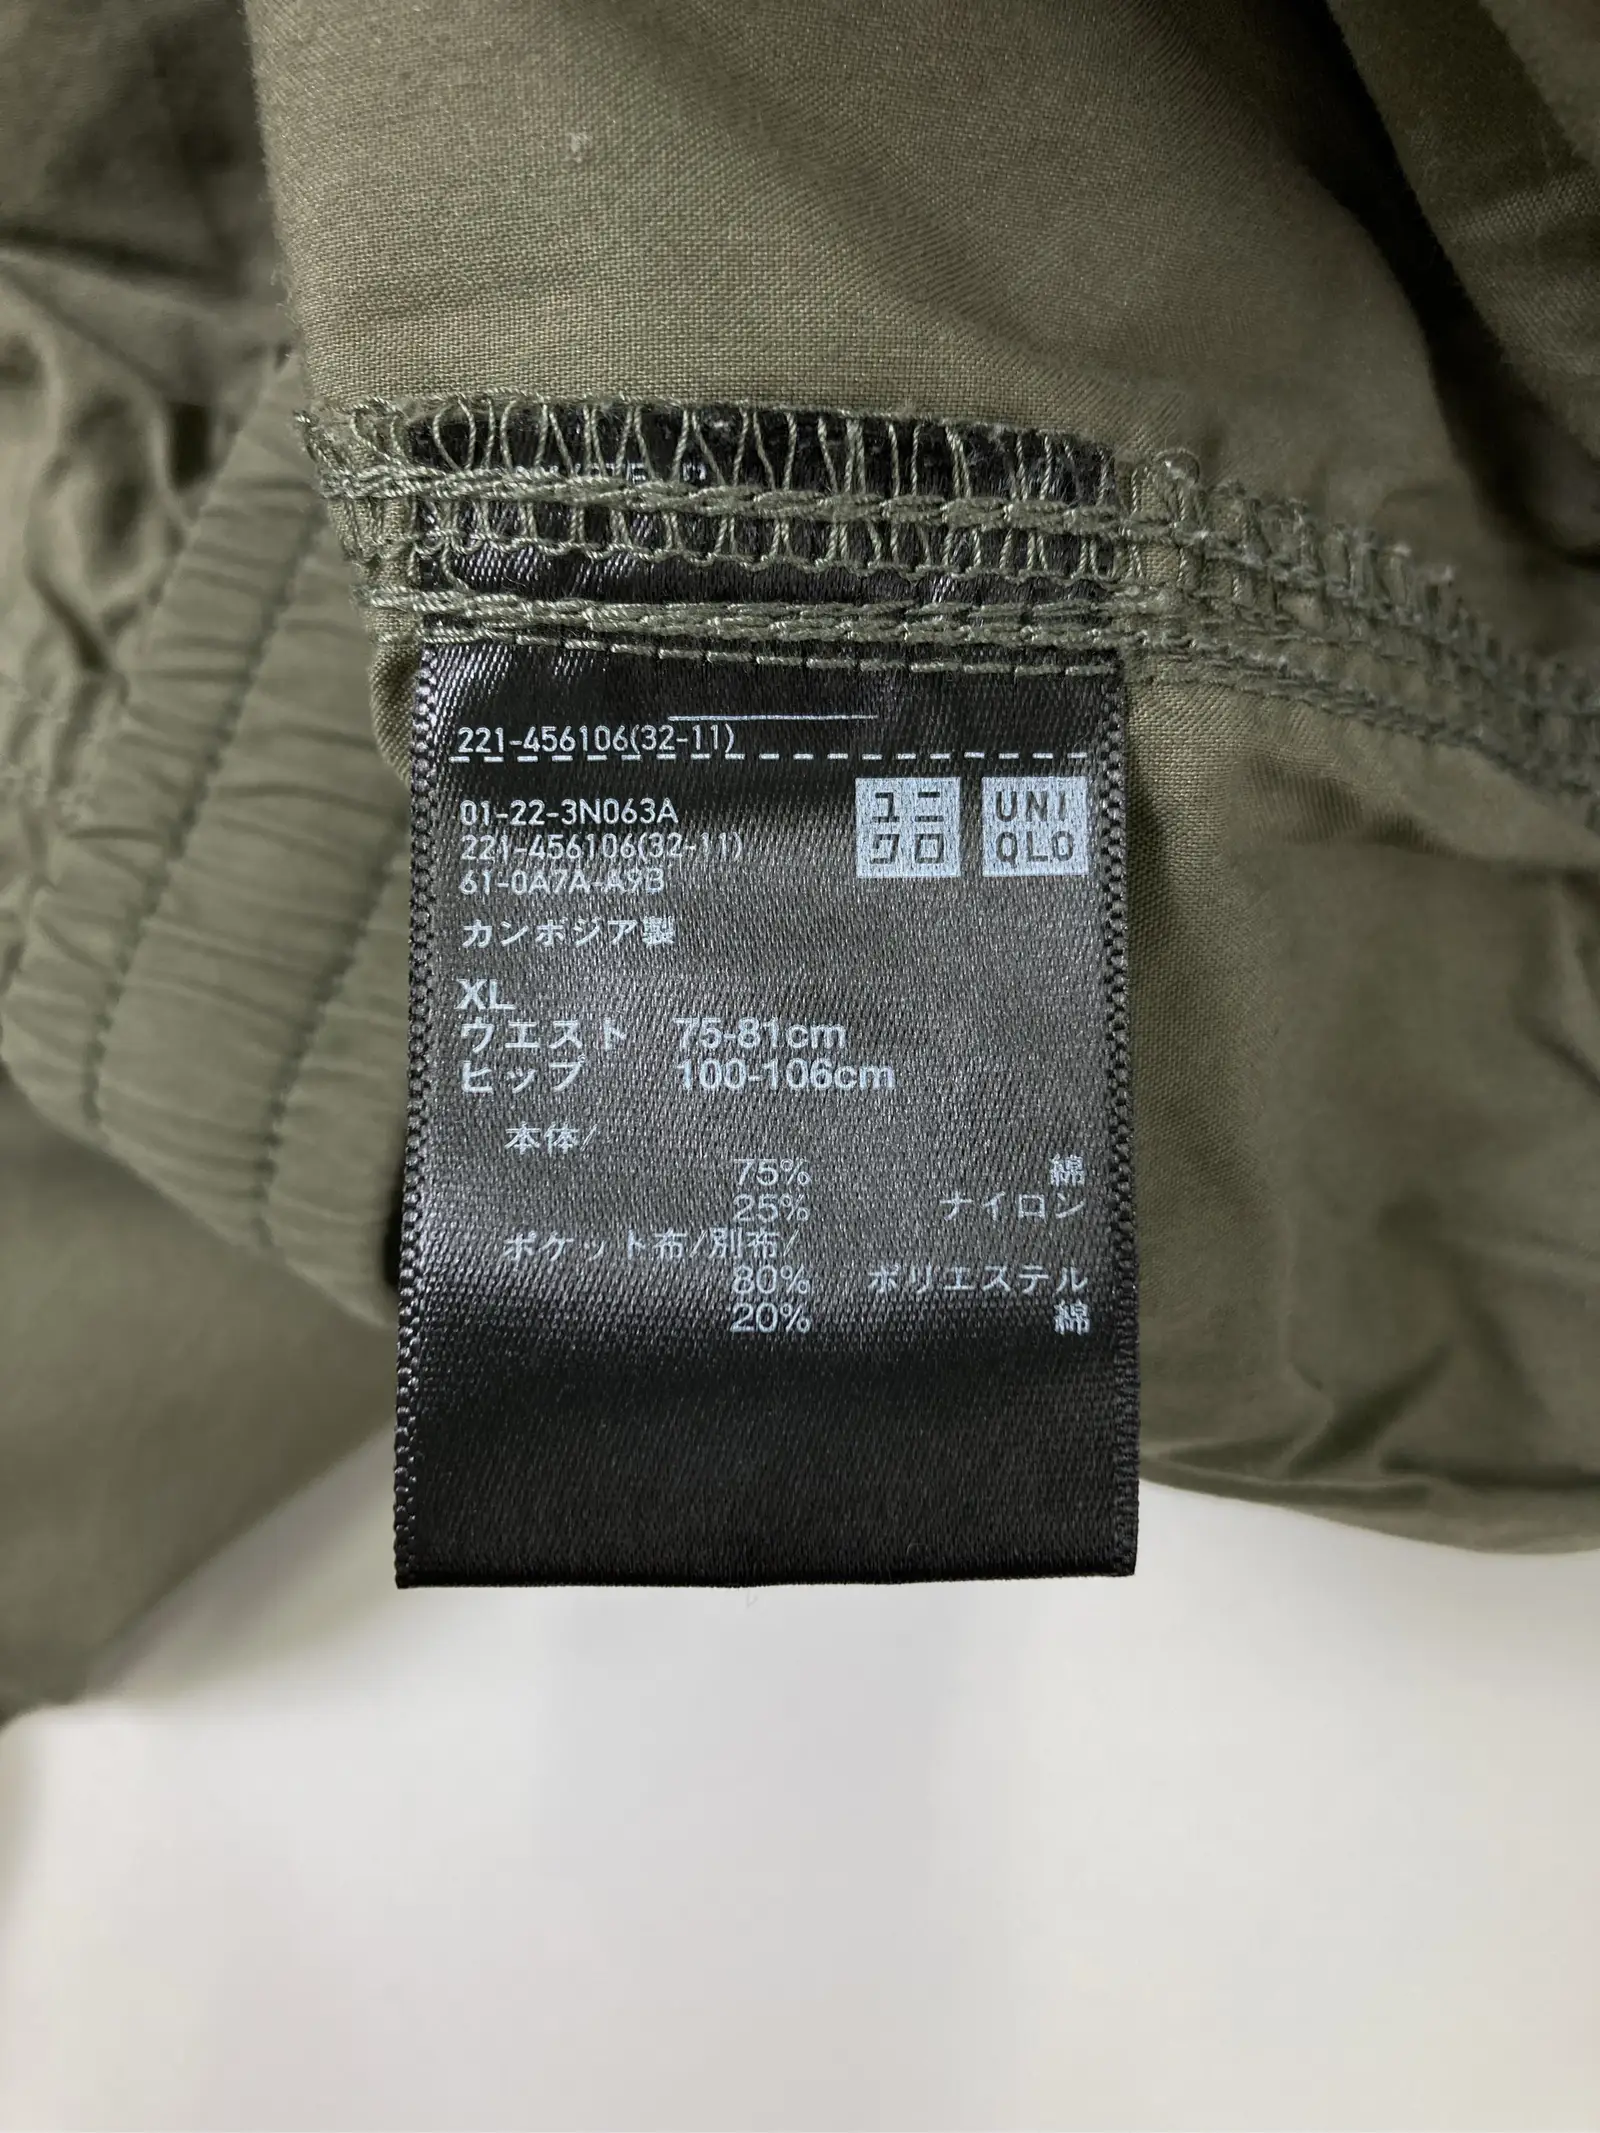 221-456106(32-11)
ユニ
クロ
UNI
QLO
01-22-3N063A
221-456106(32-11)
61-0A7A-A9B
カンボジア製
XL
ウエスト 75-81cm
ヒップ 100-106cm
本体/
75% 綿
25% ナイロン
ポケット布/別布/
80% ポリエステル
20% 綿